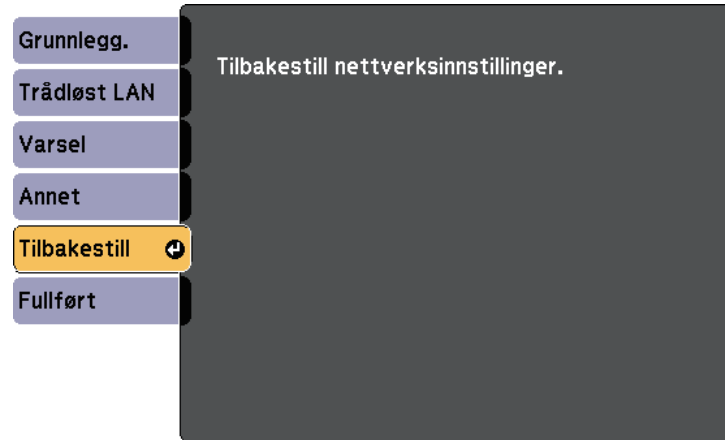 Grunnlegg.
Trådløst LAN
Varsel
Annet
Tilbakestill
Fullført
Tilbakestill nettverksinnstillinger.